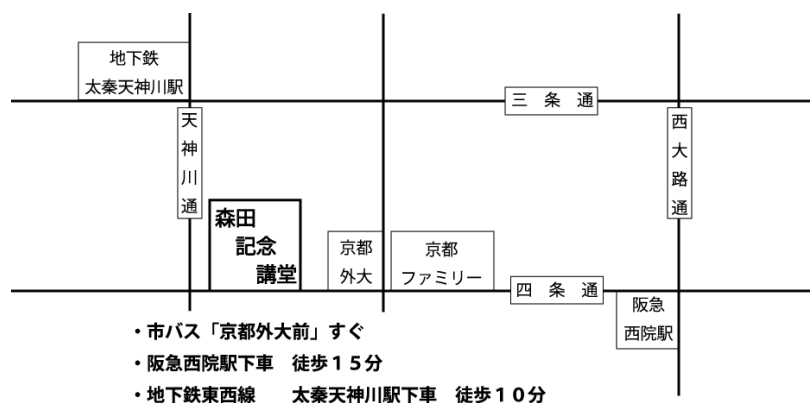 地下鉄
太秦天神川駅
三 条 通
天神川通
西大路通
森田
記念
講堂
京都
外大
京都
ファミリー
四 条 通
阪急
西院駅
・市バス「京都外大前」すぐ
・阪急西院駅下車　徒歩１５分
・地下鉄東西線　　太秦天神川駅下車　徒歩１０分